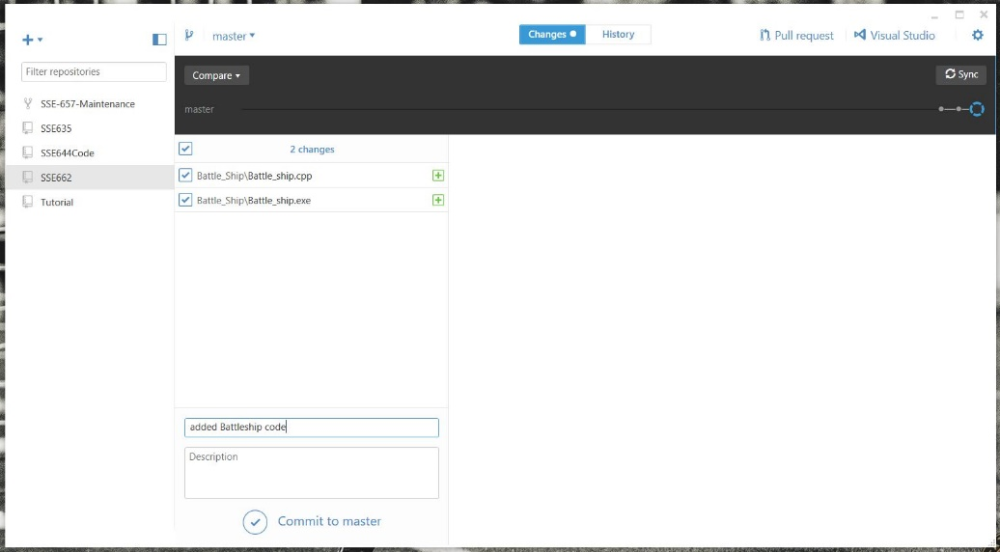 master
Changes
History
Pull request
Visual Studio
Filter repositories
Compare
Sync
master
SSE-657-Maintenance
SSE635
SSE644Code
SSE662
Tutorial
2 changes
Battle_Ship\Battle_ship.cpp
Battle_Ship\Battle_ship.exe
added Battleship code
Description
Commit to master